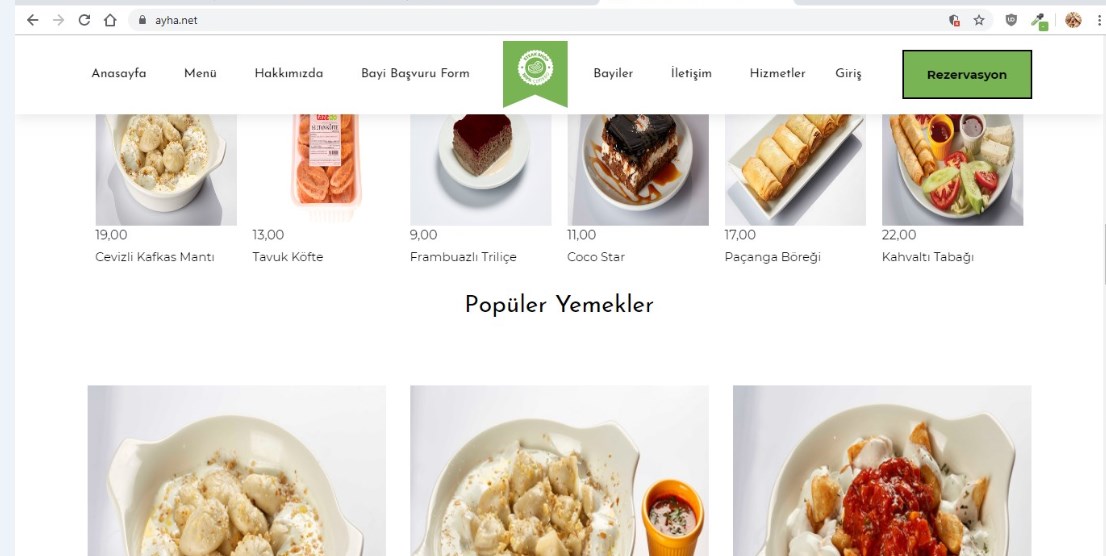 ayha.net
Anasayfa Menü Hakkımızda Bayi Başvuru Form Bayiler İletişim Hizmetler Giriş Rezervasyon
19,00 13,00 9,00 11,00 17,00 22,00
Cevizli Kafkas Mantı Tavuk Köfte Frambuazlı Triliçe Coco Star Paçanga Böreği Kahvaltı Tabağı
Popüler Yemekler